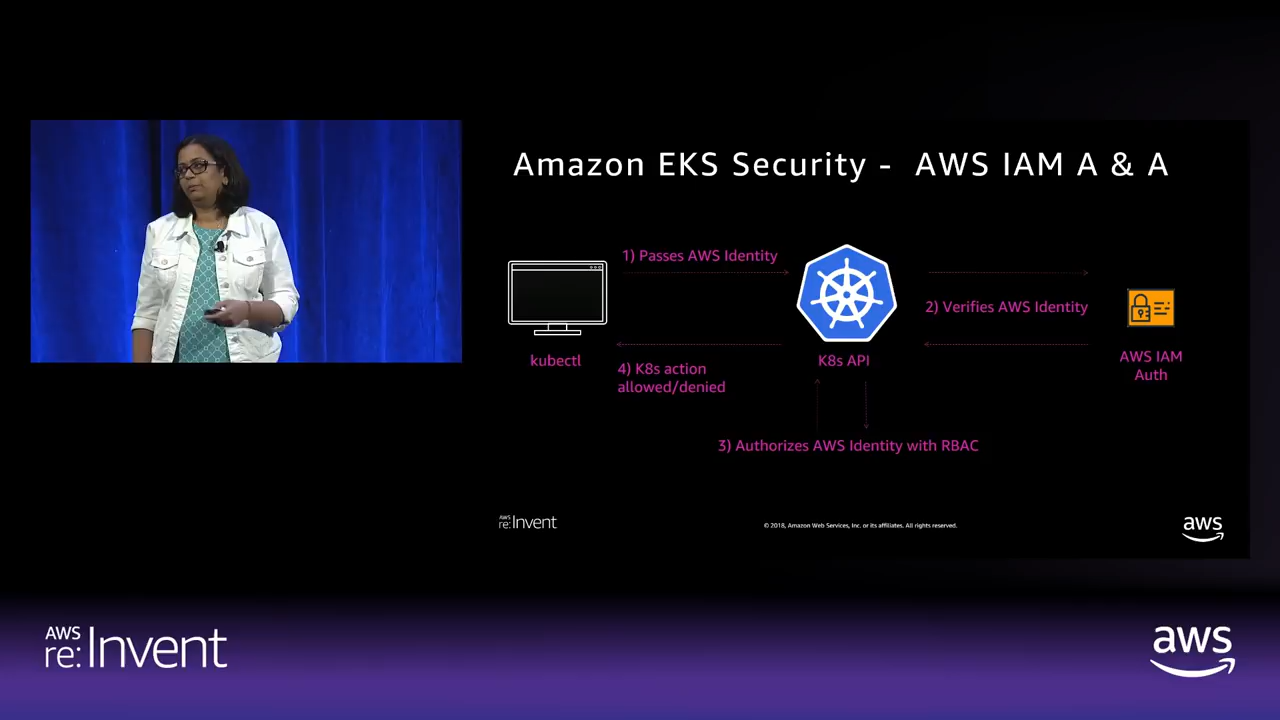 Amazon EKS Security - AWS IAM A & A
1) Passes AWS Identity
2) Verifies AWS Identity
kubectl
K8s API
AWS IAM
Auth
4) K8s action
allowed/denied
3) Authorizes AWS Identity with RBAC
AWS
re:Invent
© 2018, Amazon Web Services, Inc. or its affiliates. All rights reserved.
aws
AWS
re:Invent
aws